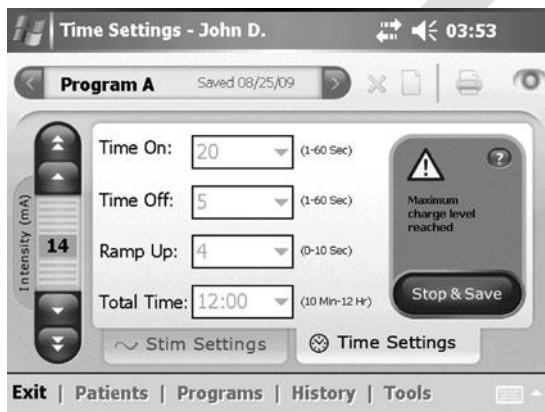 Time Settings - John D. 03:53
Program A Saved 08/25/09
Time On: 20 (1-60 Sec)
Time Off: 5 (1-60 Sec)
Ramp Up: 4 (0-10 Sec)
Total Time: 12:00 (10 Min-12 Hr)
Intensity (mA)
14
?
Maximum
charge level
reached
Stop & Save
Stim Settings
Time Settings
Exit | Patients | Programs | History | Tools